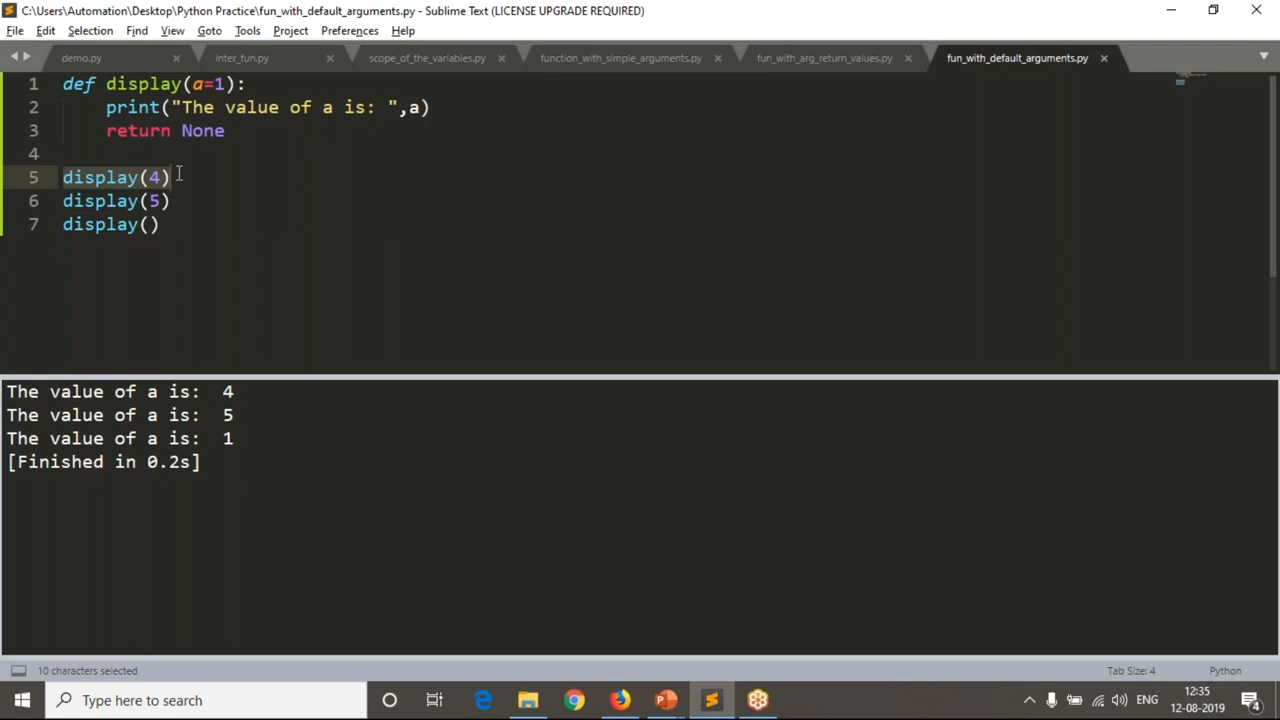 C:\Users\Automation\Desktop\Python Practice\fun_with_default_arguments.py - Sublime Text (LICENSE UPGRADE REQUIRED)
File Edit Selection Find View Goto Tools Project Preferences Help
demo.py inter_fun.py scope_of_the_variables.py function_with_simple_arguments.py fun_with_arg_return_values.py fun_with_default_arguments.py
1 def display(a=1):
2 print("The value of a is: ",a)
3 return None
4
5 display(4)
6 display(5)
7 display()
The value of a is: 4
The value of a is: 5
The value of a is: 1
[Finished in 0.2s]
10 characters selected Tab Size: 4 Python
Type here to search ENG 12:35
12-08-2019 4